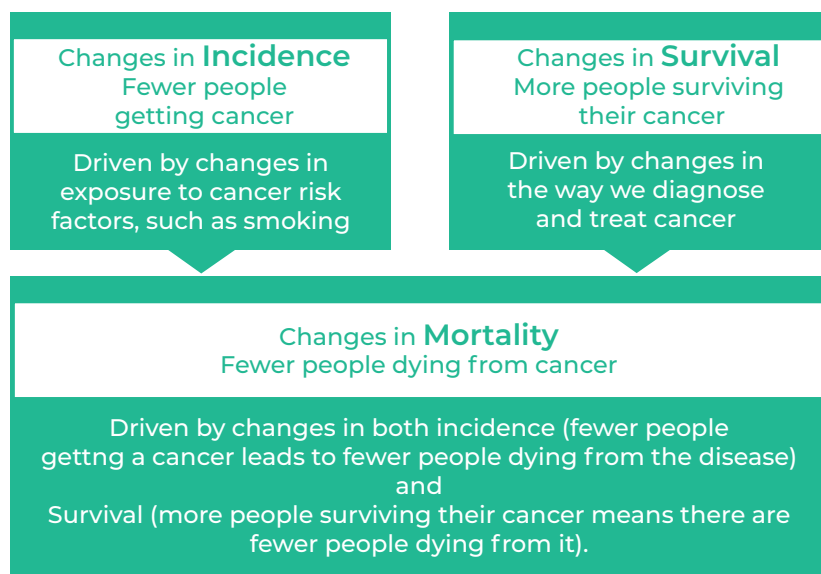 Changes in Incidence
Fewer people
getting cancer
Driven by changes in
exposure to cancer risk
factors, such as smoking
Changes in Survival
More people surviving
their cancer
Driven by changes in
the way we diagnose
and treat cancer
Changes in Mortality
Fewer people dying from cancer
Driven by changes in both incidence (fewer people
gettng a cancer leads to fewer people dying from the disease)
and
Survival (more people surviving their cancer means there are
fewer people dying from it).